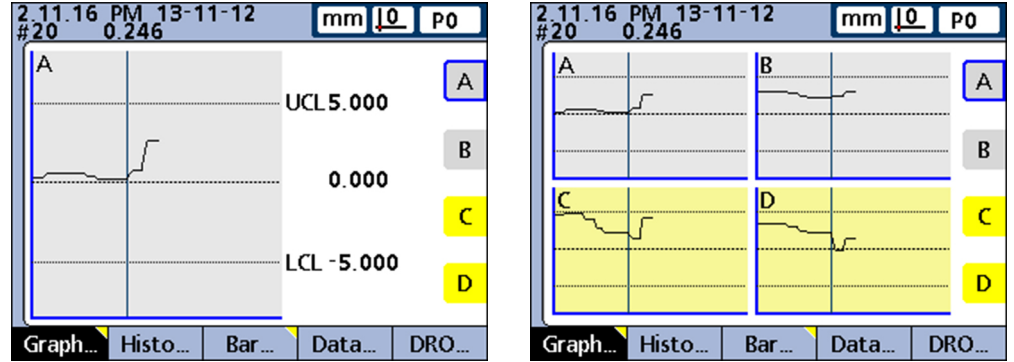 2.11.16 PM 13-11-12
#20 0.246
mm 0 P0
A
UCL 5.000
0.000
LCL -5.000
A
B
C
D
Graph... Histo... Bar... Data... DRO...
2.11.16 PM 13-11-12
#20 0.246
mm 0 P0
A B
C D
A
B
C
D
Graph... Histo... Bar... Data... DRO...